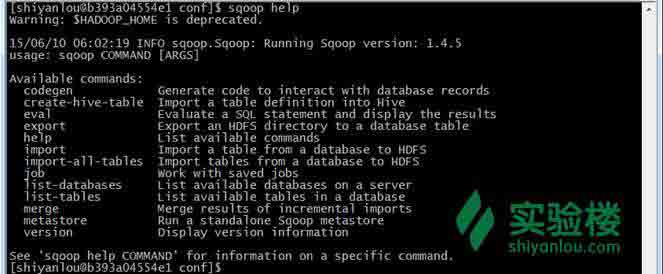 [shiyanlou@b393a04554e1 conf]$ sqoop help
Warning: $HADOOP_HOME is deprecated.
15/06/10 06:02:19 INFO sqoop.Sqoop: Running Sqoop version: 1.4.5
usage: sqoop COMMAND [ARGS]
Available commands:
codegen Generate code to interact with database records
create-hive-table Import a table definition into Hive
eval Evaluate a SQL statement and display the results
export Export an HDFS directory to a database table
help List available commands
import Import a table from a database to HDFS
import-all-tables Import tables from a database to HDFS
job Work with saved jobs
list-databases List available databases on a server
list-tables List available tables in a database
merge Merge results of incremental imports
metastore Run a standalone Sqoop metastore
version Display version information
实验楼
shiyanlou.com
See 'sqoop help COMMAND' for information on a specific command.
[shiyanlou@b393a04554e1 conf]$